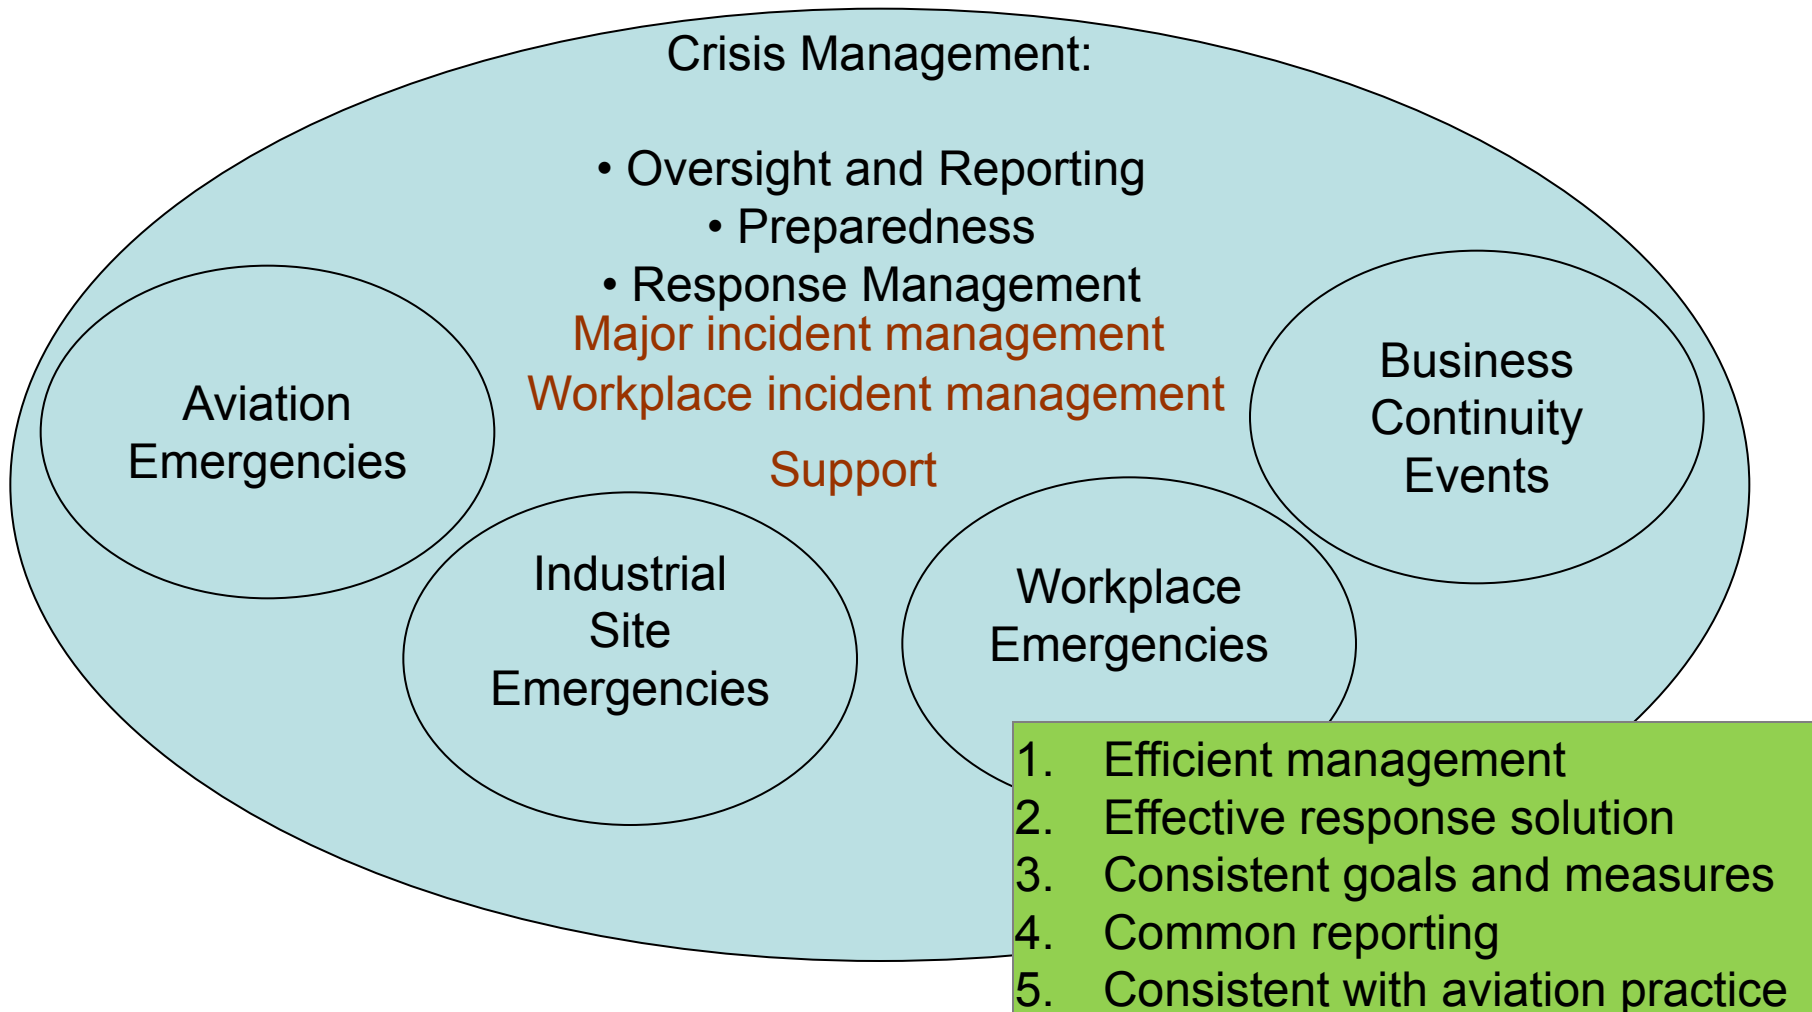 Crisis Management:
• Oversight and Reporting
• Preparedness
• Response Management
Major incident management
Workplace incident management
Support
Aviation
Emergencies
Industrial
Site
Emergencies
Workplace
Emergencies
Business
Continuity
Events
1. Efficient management
2. Effective response solution
3. Consistent goals and measures
4. Common reporting
5. Consistent with aviation practice